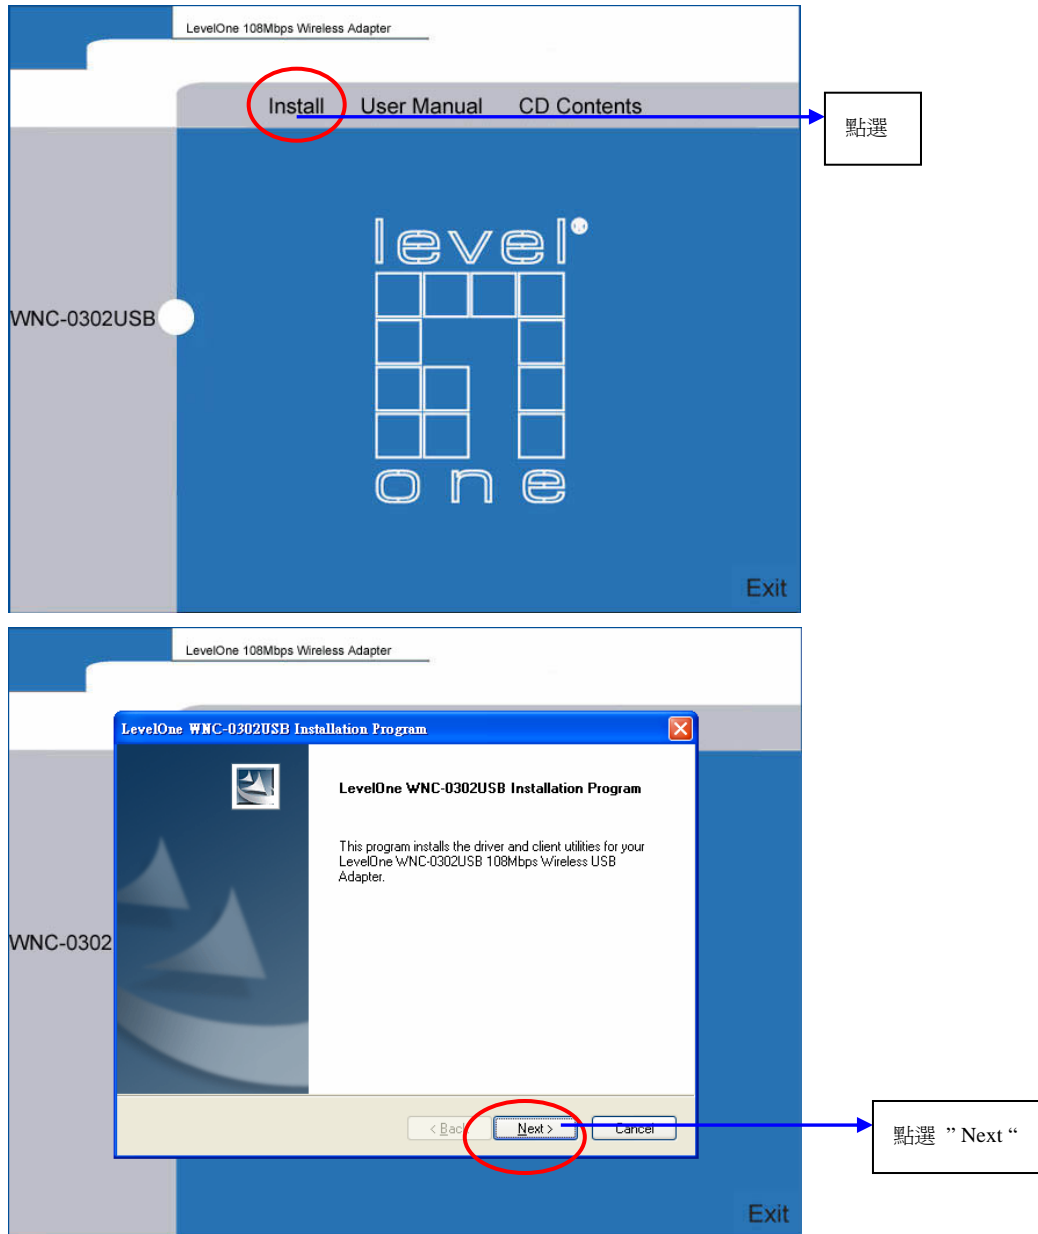 LevelOne 108Mbps Wireless Adapter
Install User Manual CD Contents
點選
level
WNC-0302USB
one
Exit
LevelOne 108Mbps Wireless Adapter
LevelOne WNC-0302USB Installation Program
LevelOne WNC-0302USB Installation Program
This program installs the driver and client utilities for your
LevelOne WNC-0302USB 108Mbps Wireless USB
Adapter.
WNC-0302
< Back Next > Cancel
點選 ” Next “
Exit